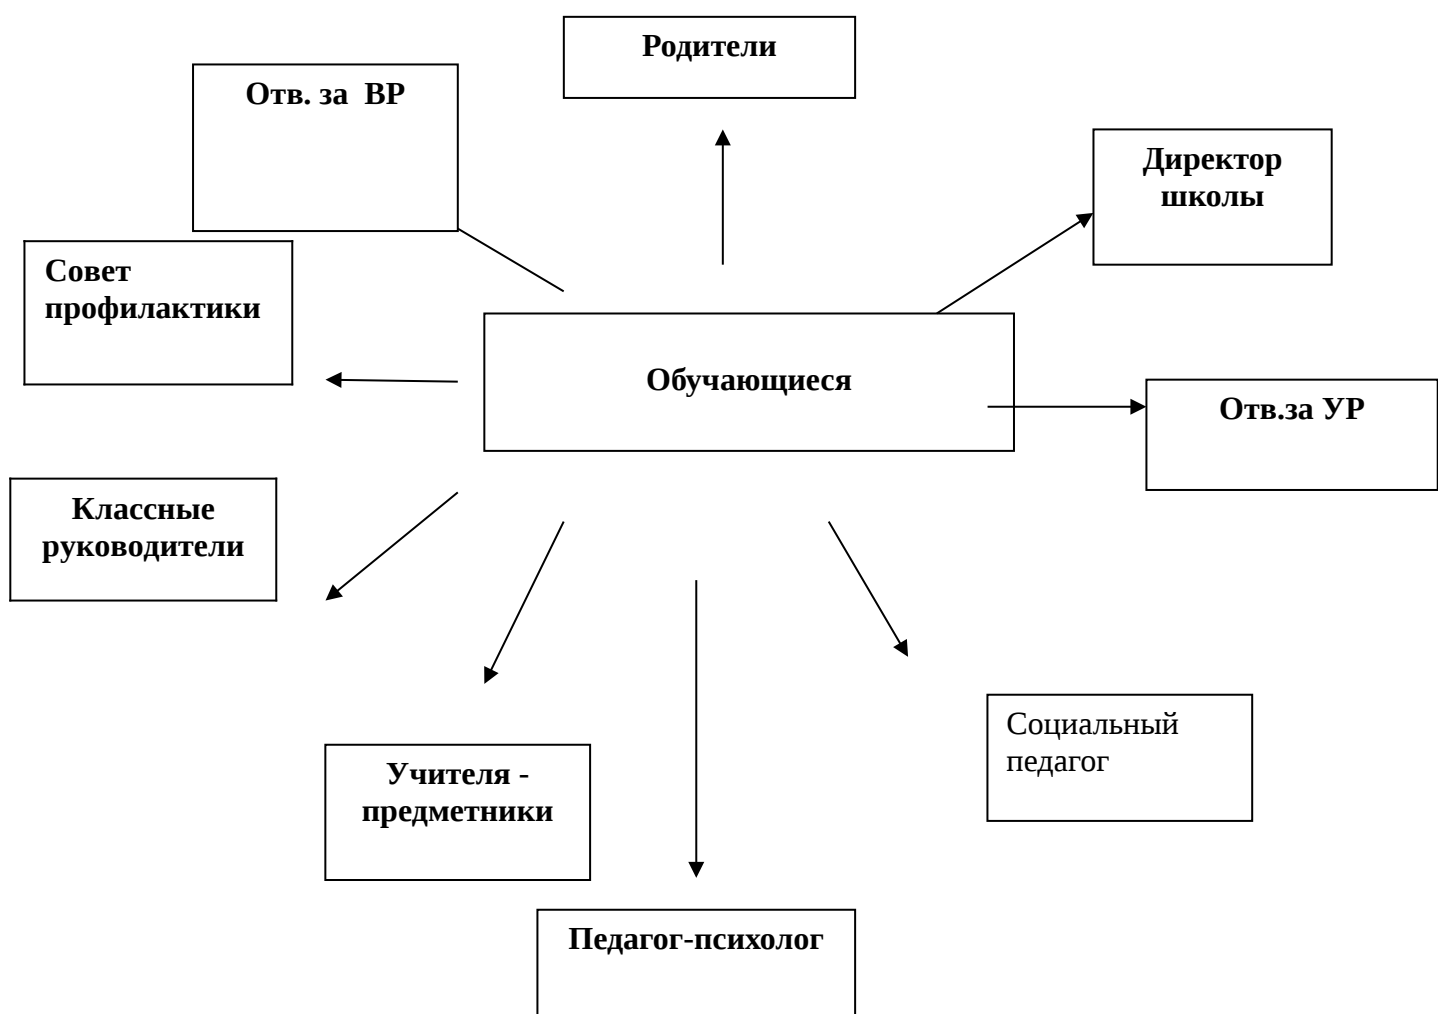 Родители
Отв. за  ВР
Директор
школы
Совет
профилактики
Обучающиеся
Отв.за УР
Классные
руководители
Социальный
педагог
Учителя -
предметники
Педагог-психолог